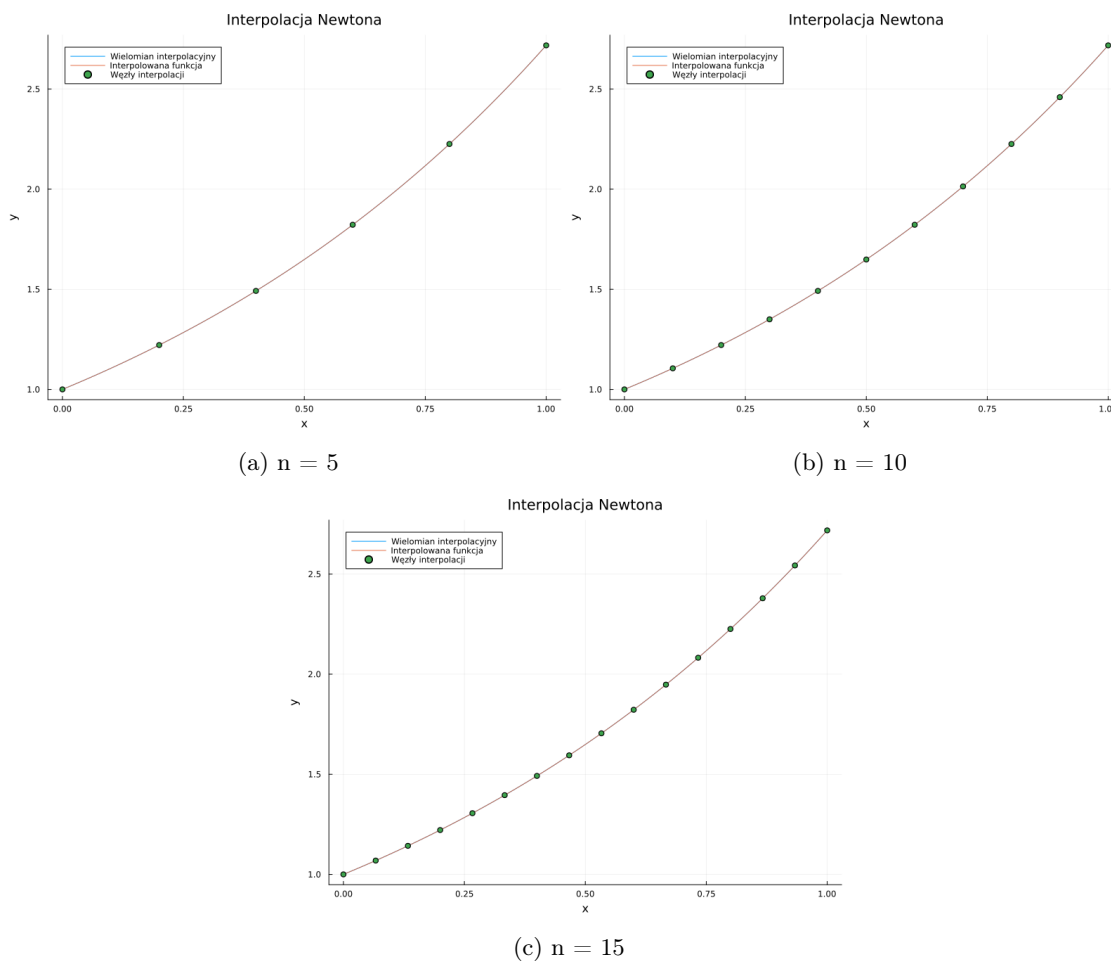 Interpolacja Newtona
Wielomian interpolacyjny
Interpolowana funkcja
Węzły interpolacji
2.5
2.0
1.5
1.0
y
0.00 0.25 0.50 0.75 1.00
x
(a) n = 5
Interpolacja Newtona
Wielomian interpolacyjny
Interpolowana funkcja
Węzły interpolacji
2.5
2.0
1.5
1.0
y
0.00 0.25 0.50 0.75 1.0
x
(b) n = 10
Interpolacja Newtona
Wielomian interpolacyjny
Interpolowana funkcja
Węzły interpolacji
2.5
2.0
1.5
1.0
y
0.00 0.25 0.50 0.75 1.00
x
(c) n = 15